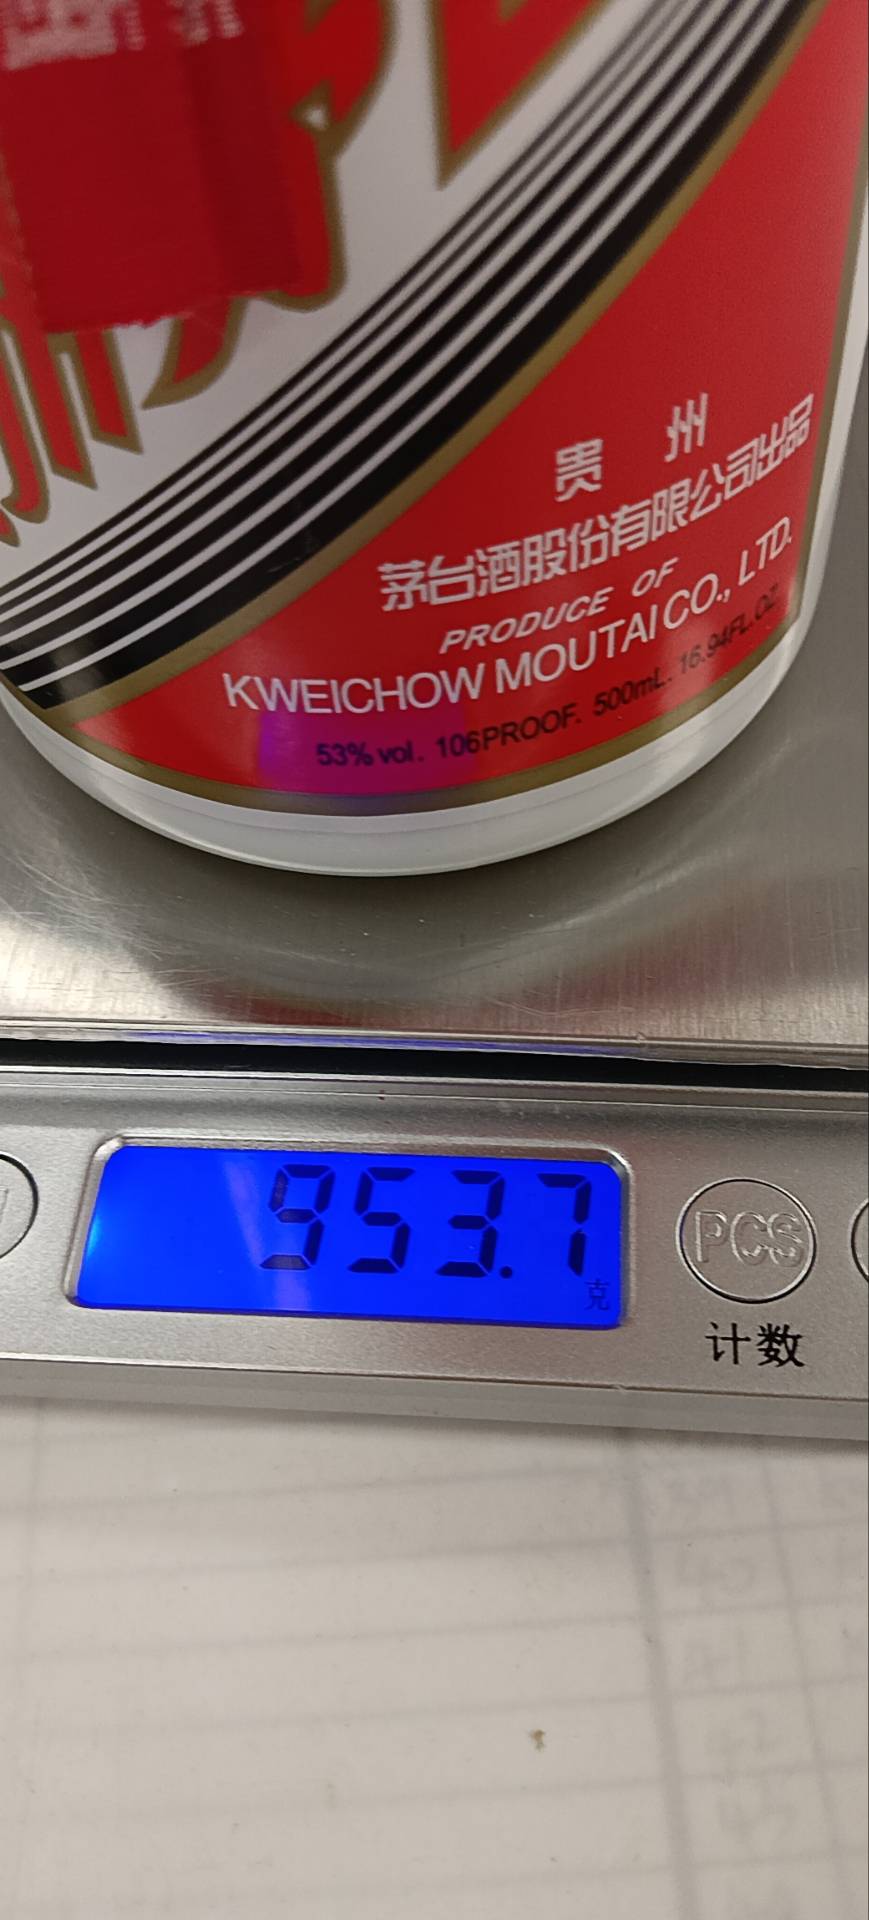 贵州
茅台酒股份有限公司出品
PRODUCE OF
KWEICHOW MOUTAI CO., LTD.
53% vol. 106PROOF. 500mL. 16.94FL.OZ
953.7
克
PCS
计数